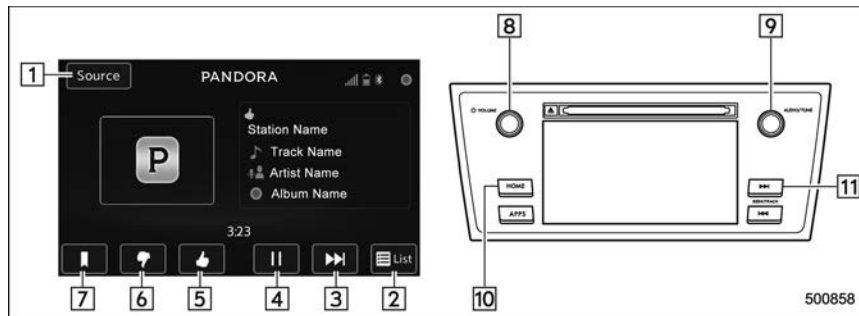 1
Source
PANDORA
Station Name
Track Name
Artist Name
Album Name
P
3:23
List
7
6
5
4
3
2
8
9
VOLUME
AUDIO/TUNE
HOME
APPS
SEEK/TRACK
10
11
500858